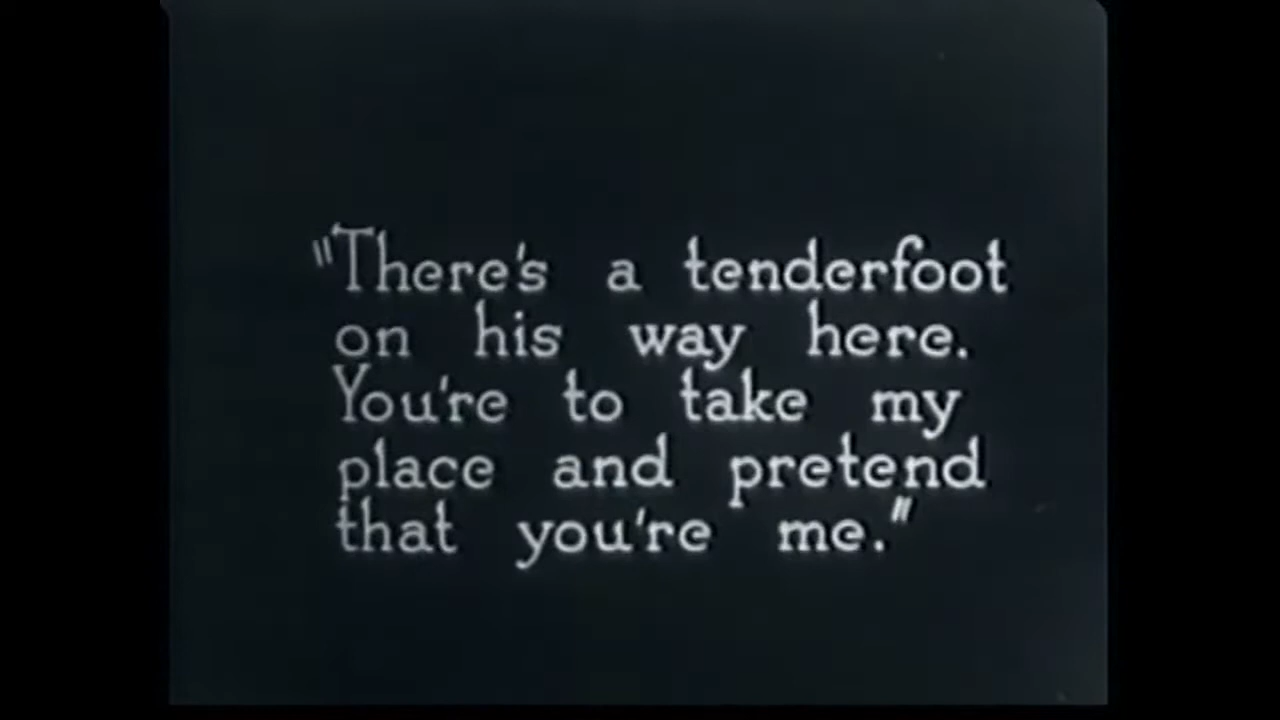 "There's a tenderfoot
on his way here.
You're to take my
place and pretend
that you're me."